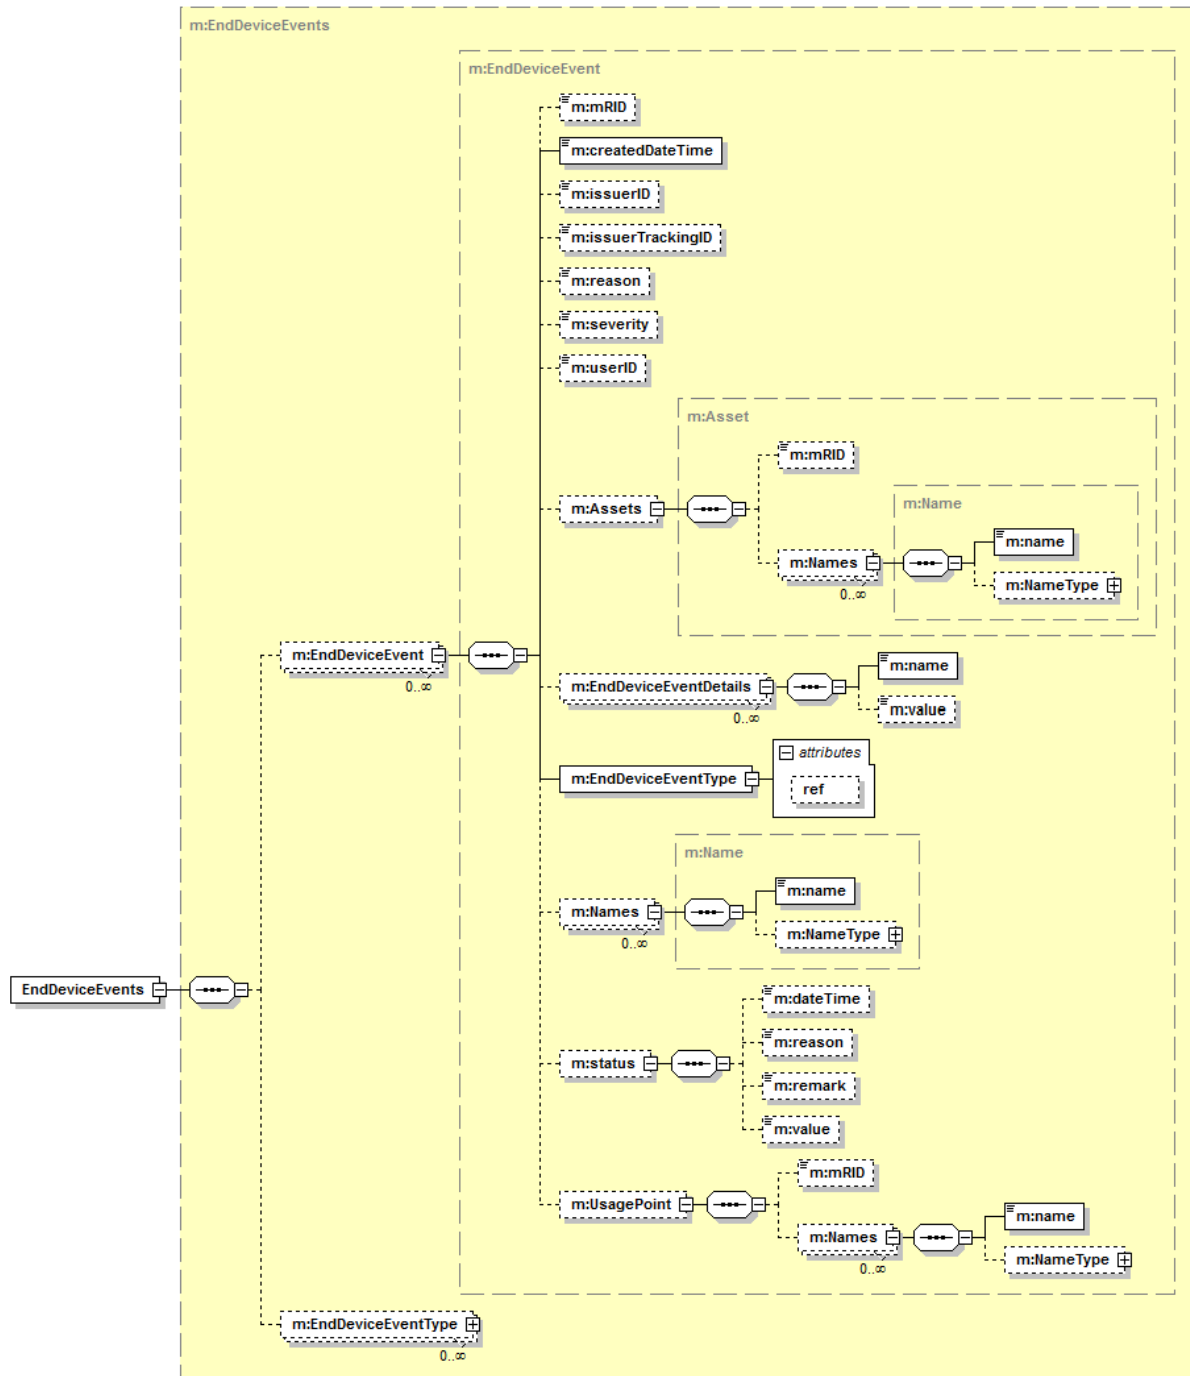 m:EndDeviceEvents
m:EndDeviceEvent
m:mRID
m:createdDateTime
m:issuerID
m:issuerTrackingID
m:reason
m:severity
m:userID
m:Asset
m:mRID
m:Assets
m:Name
m:name
m:Names
0..∞
m:NameType
m:EndDeviceEvent
0..∞
m:EndDeviceEventDetails
0..∞
m:name
m:value
m:EndDeviceEventType
attributes
ref
m:Name
m:name
m:Names
0..∞
m:NameType
EndDeviceEvents
m:dateTime
m:reason
m:status
m:remark
m:value
m:mRID
m:UsagePoint
m:name
m:Names
0..∞
m:NameType
m:EndDeviceEventType
0..∞